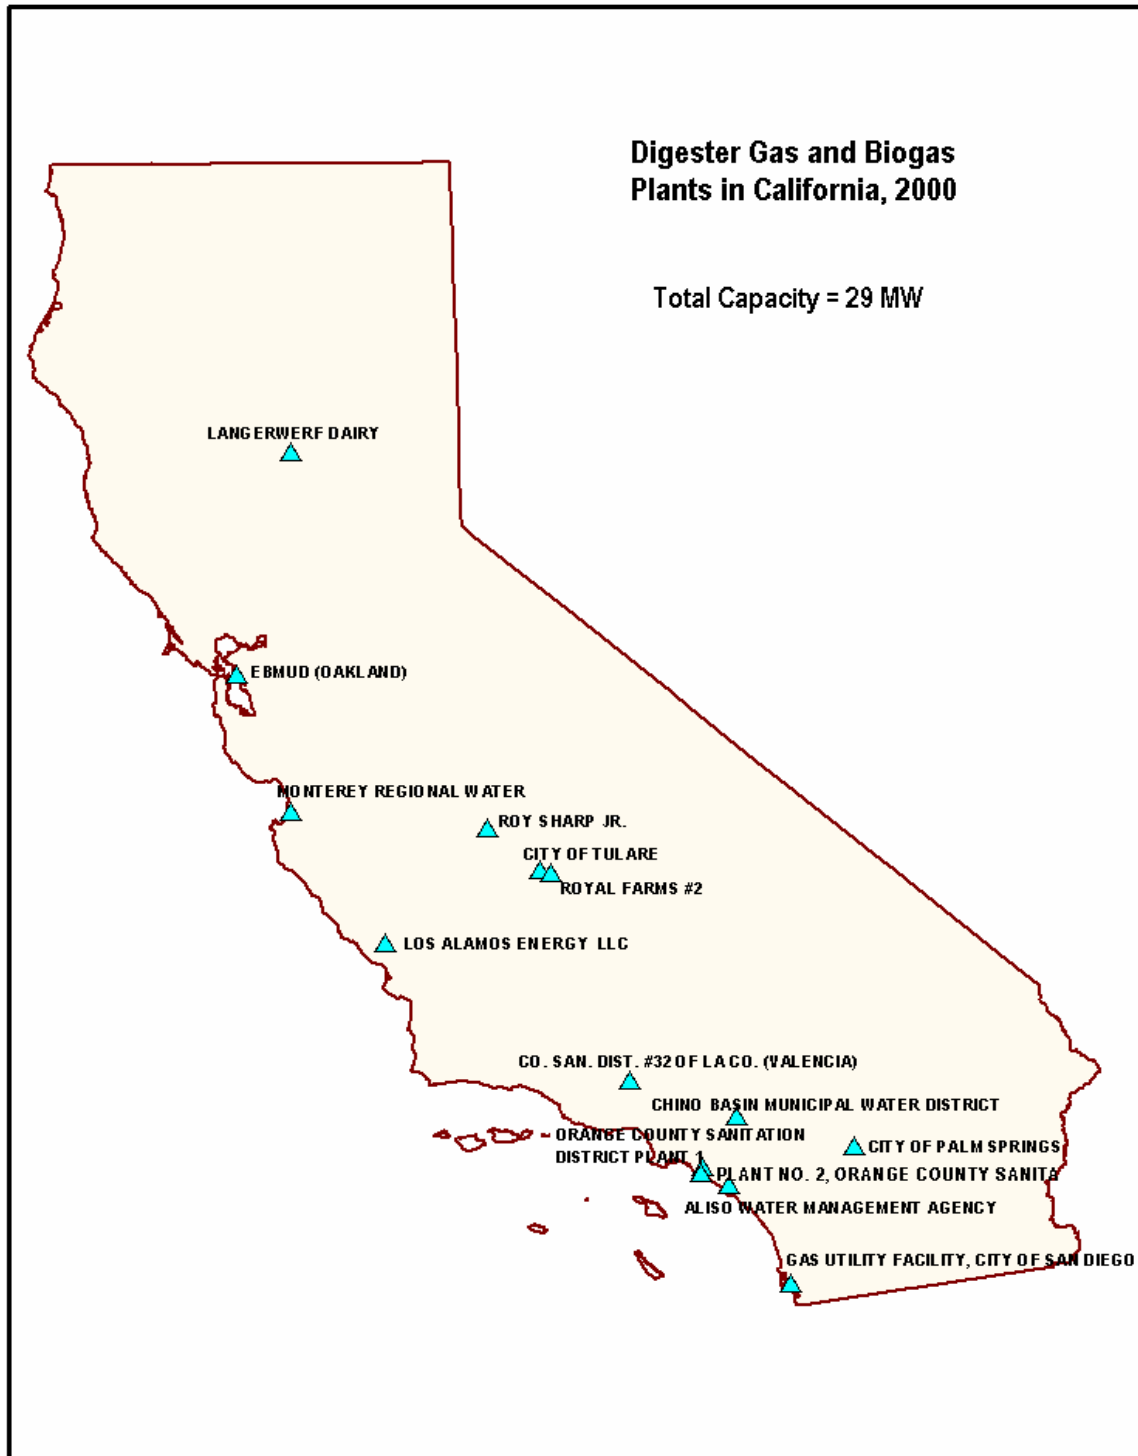 Digester Gas and Biogas
Plants in California, 2000
Total Capacity = 29 MW
LANGERWERF DAIRY
EBMUD (OAKLAND)
MONTEREY REGIONAL WATER
ROY SHARP JR.
CITY OF TULARE
ROYAL FARMS #2
LOS ALAMOS ENERGY LLC
CO. SAN. DIST. #32 OF LA CO. (VALENCIA)
CHINO BASIN MUNICIPAL WATER DISTRICT
ORANGE COUNTY SANITATION
DISTRICT PLANT 1
CITY OF PALM SPRINGS
PLANT NO. 2, ORANGE COUNTY SANITA
ALISO WATER MANAGEMENT AGENCY
GAS UTILITY FACILITY, CITY OF SAN DIEGO